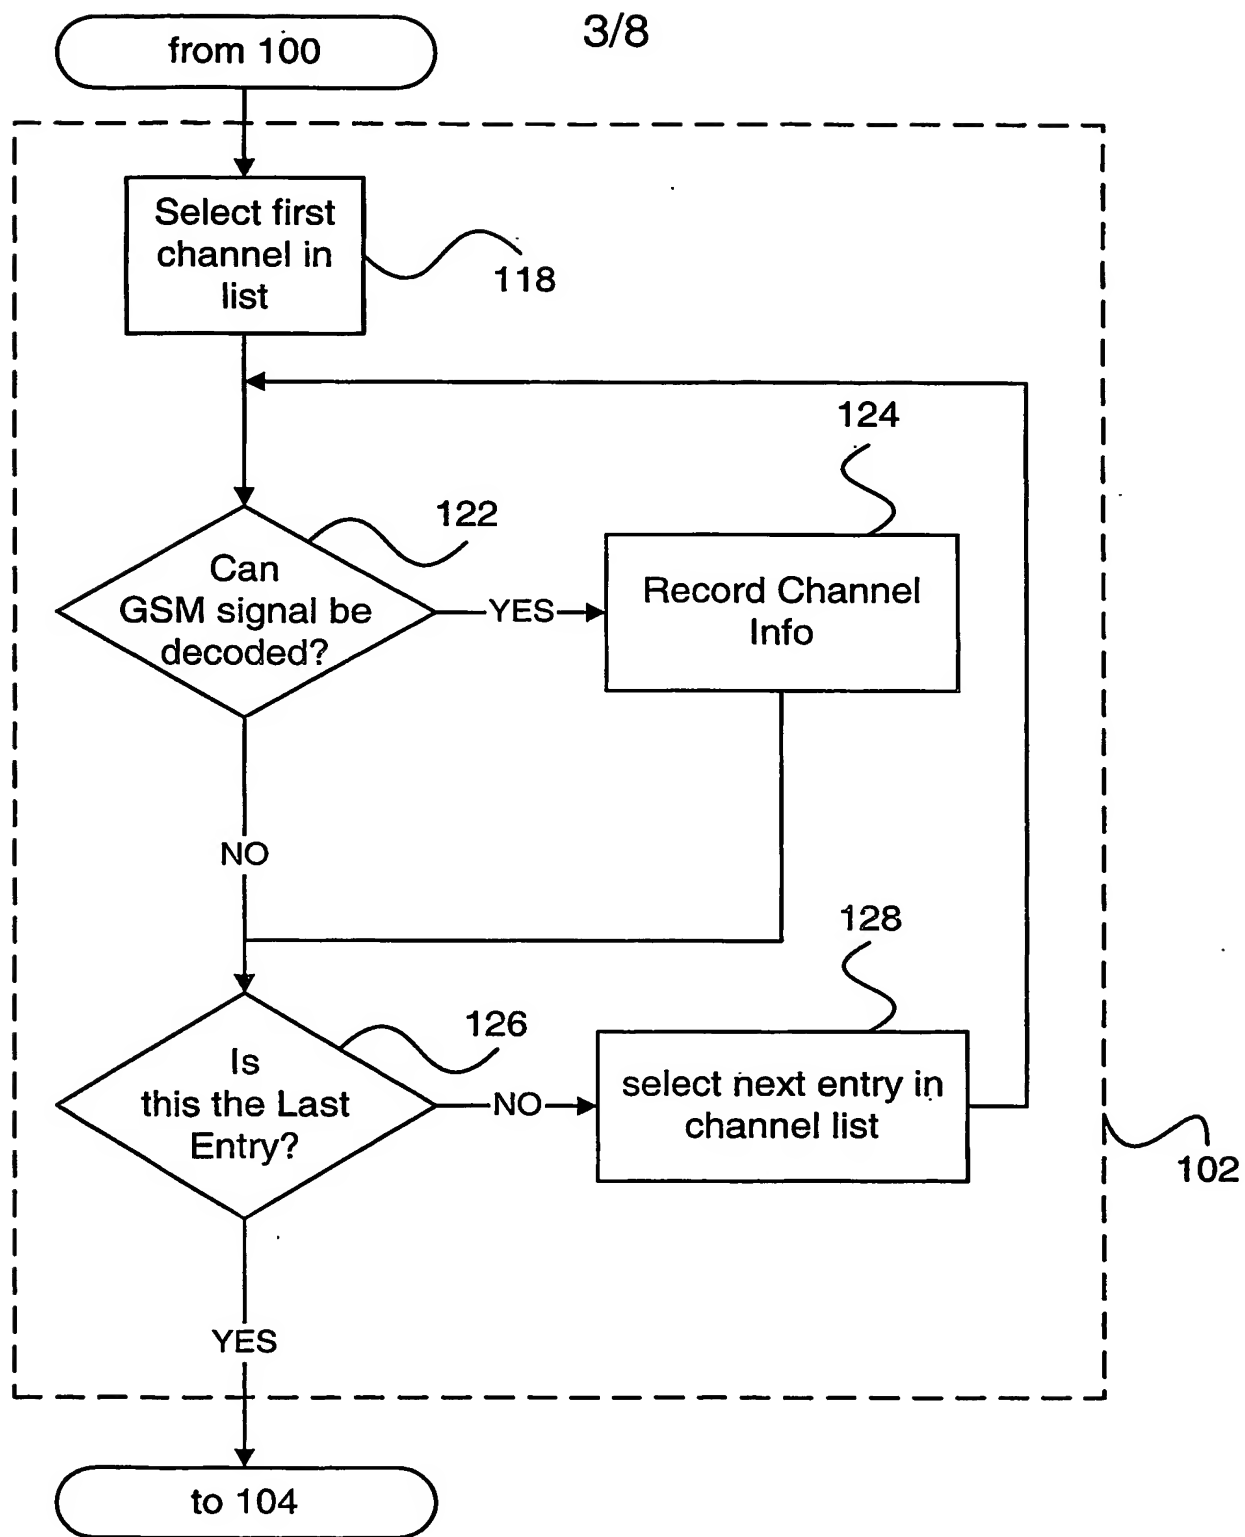 3/8
from 100
Select first
channel in
list
118
124
122
Can
GSM signal be
decoded?
YES
Record Channel
Info
NO
128
126
Is
this the Last
Entry?
NO
select next entry in
channel list
102
YES
to 104